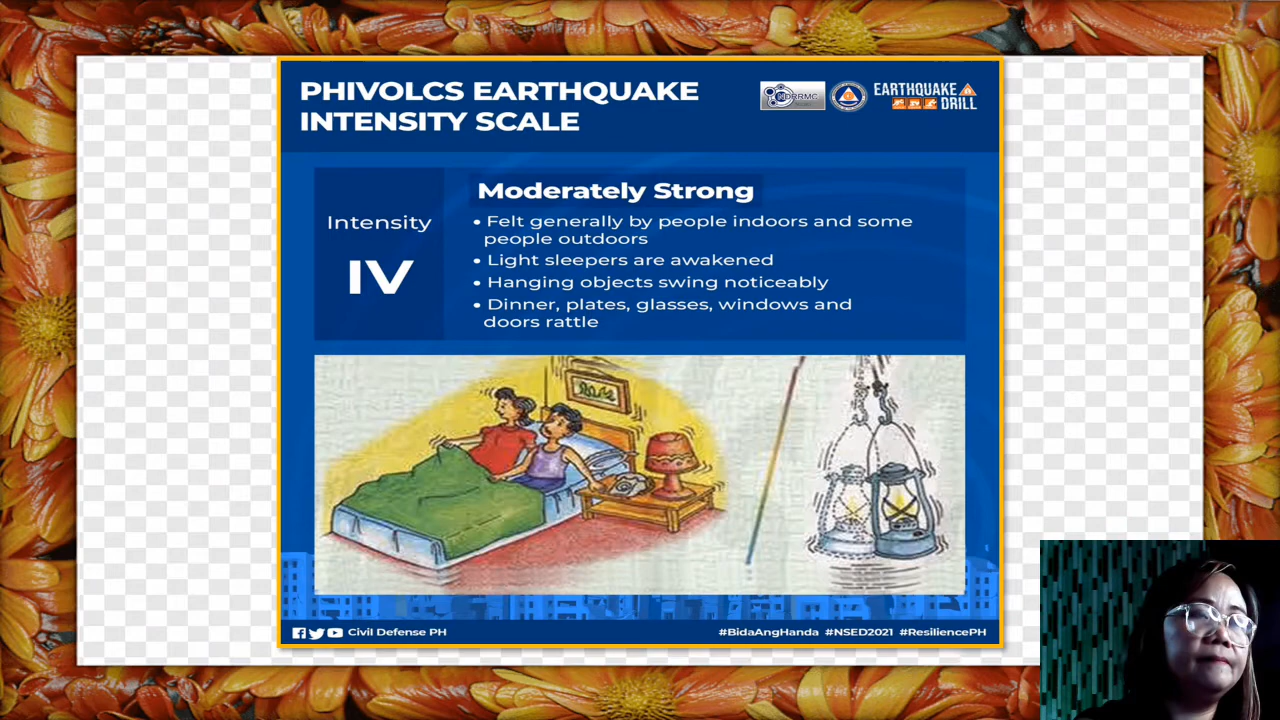 PHIVOLCS EARTHQUAKE
INTENSITY SCALE
NDRRMC
EARTHQUAKE
DRILL
Intensity
IV
Moderately Strong
• Felt generally by people indoors and some
people outdoors
• Light sleepers are awakened
• Hanging objects swing noticeably
• Dinner, plates, glasses, windows and
doors rattle
Civil Defense PH
#BidaAngHanda #NSED2021 #ResiliencePH